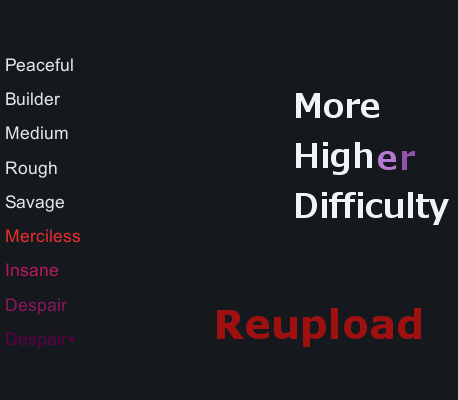 Peaceful
Builder
Medium
Rough
Savage
Merciless
Insane
Despair
Despair+
More
Higher
Difficulty
Reupload